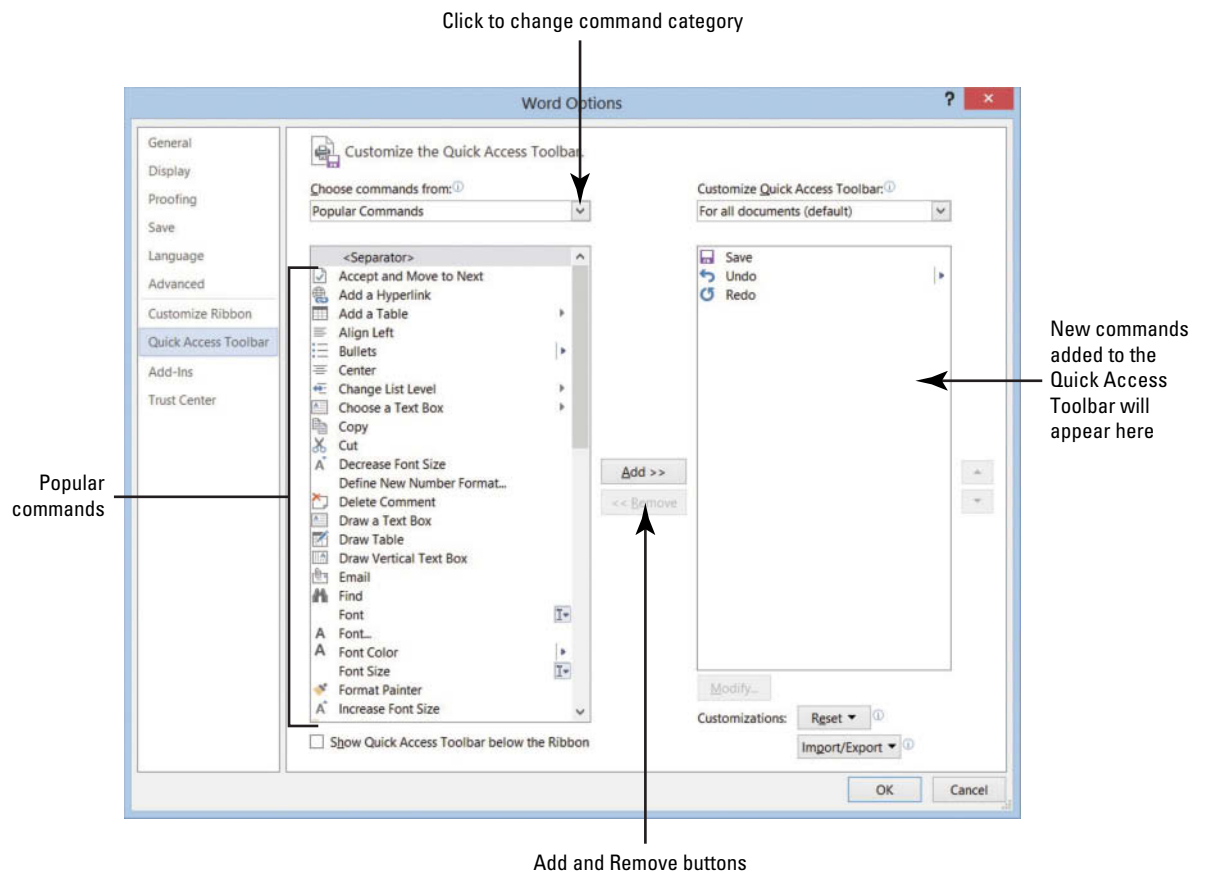 Click to change command category
Word Options
?
General
Display
Proofing
Save
Language
Advanced
Customize Ribbon
Quick Access Toolbar
Add-Ins
Trust Center
Customize the Quick Access Toolbar.
Choose commands from:
Popular Commands
<Separator>
Accept and Move to Next
Add a Hyperlink
Add a Table
Align Left
Bullets
Center
Change List Level
Choose a Text Box
Copy
Cut
Decrease Font Size
Define New Number Format...
Delete Comment
Draw a Text Box
Draw Table
Draw Vertical Text Box
Email
Find
Font
Font...
Font Color
Font Size
Format Painter
Increase Font Size
Show Quick Access Toolbar below the Ribbon
Add >>
<< Remove
Customize Quick Access Toolbar:
For all documents (default)
Save
Undo
Redo
Modify...
Customizations:
Reset
Import/Export
OK
Cancel
Popular
commands
New commands
added to the
Quick Access
Toolbar will
appear here
Add and Remove buttons